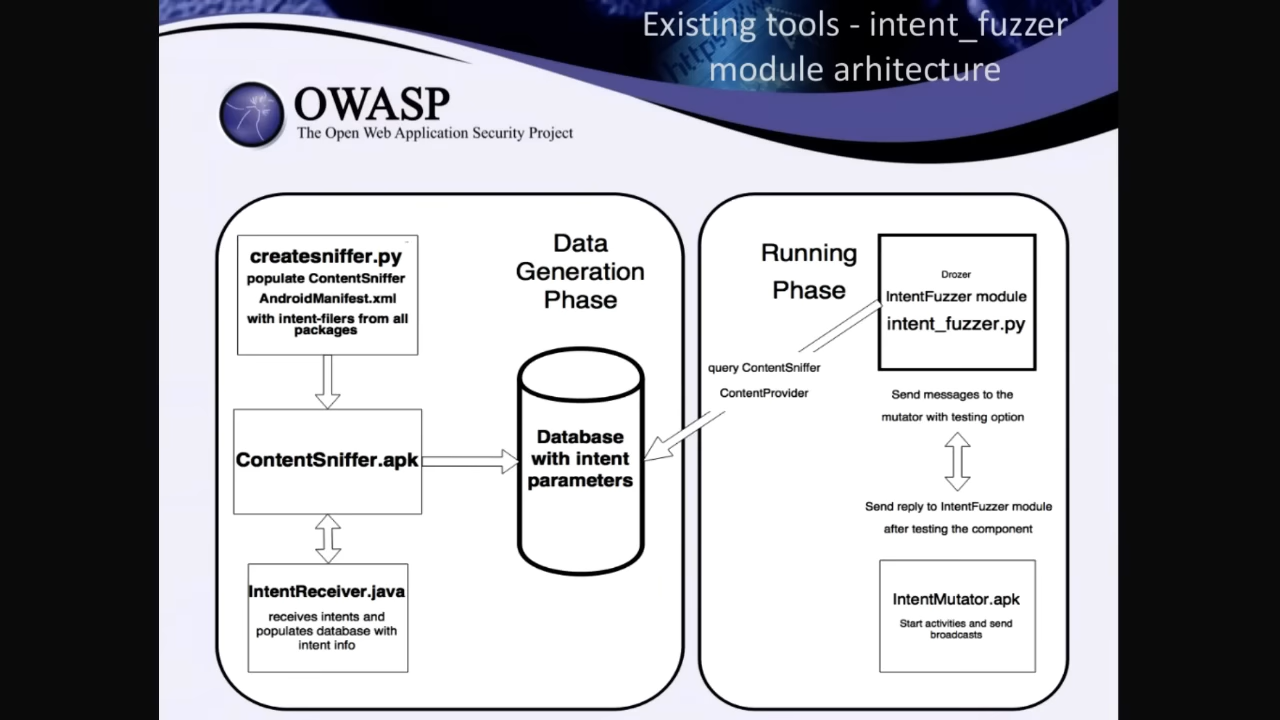 Existing tools - intent_fuzzer
module arhitecture
OWASP
The Open Web Application Security Project
createsniffer.py
populate ContentSniffer
AndroidManifest.xml
with intent-filers from all
packages
ContentSniffer.apk
IntentReceiver.java
receives intents and
populates database with
intent info
Data
Generation
Phase
Database
with intent
parameters
Running
Phase
query ContentSniffer
ContentProvider
Drozer
IntentFuzzer module
intent_fuzzer.py
Send messages to the
mutator with testing option
Send reply to IntentFuzzer module
after testing the component
IntentMutator.apk
Start activities and send
broadcasts